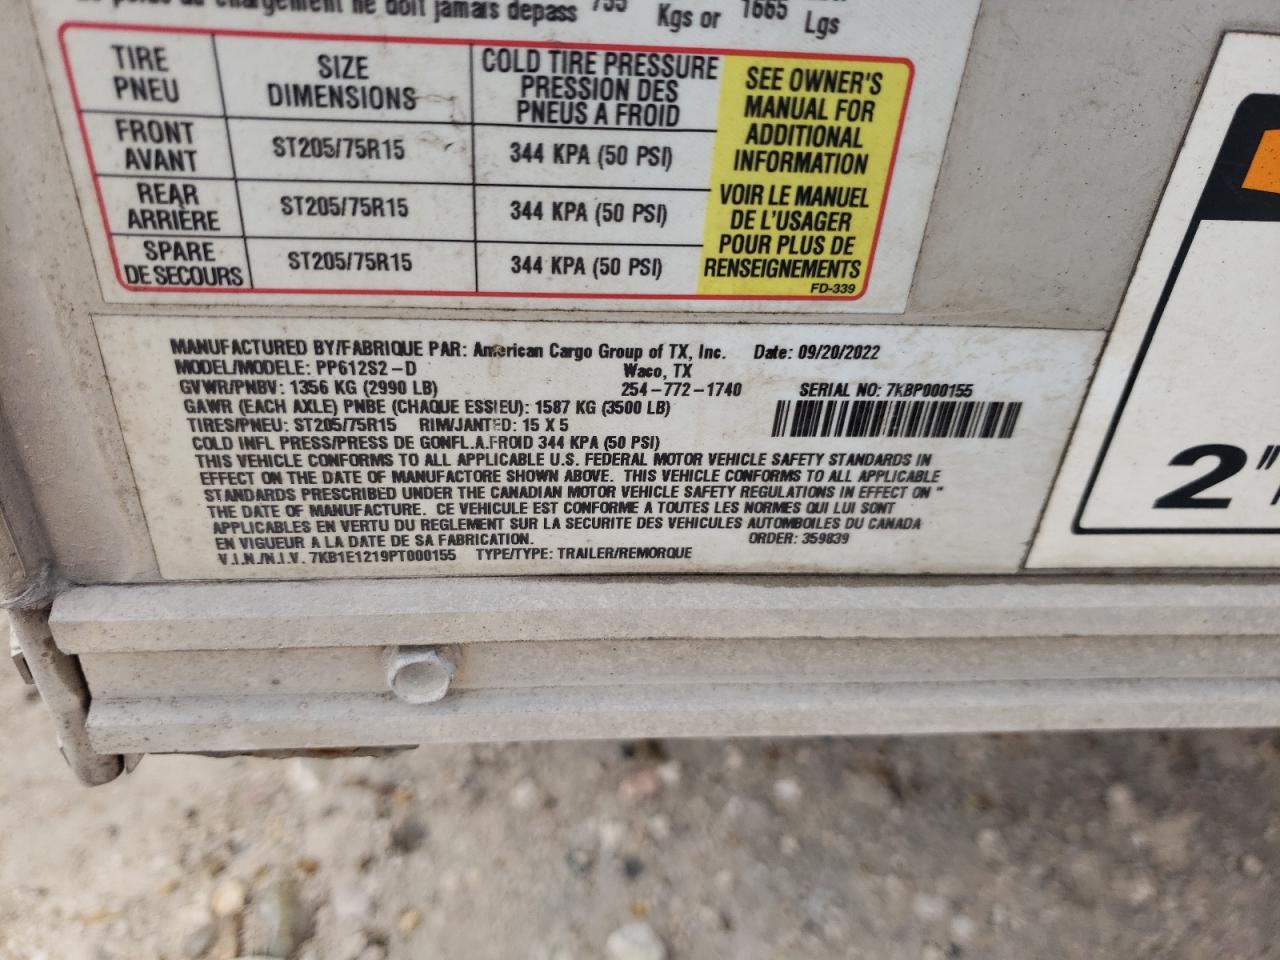 du chargement ne doit jamais depass 755 Kgs or 1665 Lgs
TIRE
PNEU
SIZE
DIMENSIONS
COLD TIRE PRESSURE
PRESSION DES
PNEUS A FROID
SEE OWNER'S
MANUAL FOR
ADDITIONAL
INFORMATION
VOIR LE MANUEL
DE L'USAGER
POUR PLUS DE
RENSEIGNEMENTS
FD-339
FRONT
AVANT
ST205/75R15
344 KPA (50 PSI)
REAR
ARRIÈRE
ST205/75R15
344 KPA (50 PSI)
SPARE
DE SECOURS
ST205/75R15
344 KPA (50 PSI)
MANUFACTURED BY/FABRIQUE PAR: American Cargo Group of TX, Inc. Date: 09/20/2022
MODEL/MODELE: PP612S2-D Waco, TX
GVWR/PNBV: 1356 KG (2990 LB) 254-772-1740 SERIAL NO: 7KBP000155
GAWR (EACH AXLE) PNBE (CHAQUE ESSIEU): 1587 KG (3500 LB)
TIRES/PNEU: ST205/75R15 RIM/JANTED: 15 X 5
COLD INFL PRESS/PRESS DE GONFL.A.FROID 344 KPA (50 PSI)
THIS VEHICLE CONFORMS TO ALL APPLICABLE U.S. FEDERAL MOTOR VEHICLE SAFETY STANDARDS IN
EFFECT ON THE DATE OF MANUFACTORE SHOWN ABOVE. THIS VEHICLE CONFORMS TO ALL APPLICABLE
STANDARDS PRESCRIBED UNDER THE CANADIAN MOTOR VEHICLE SAFETY REGULATIONS IN EFFECT ON "
THE DATE OF MANUFACTURE. CE VEHICULE EST CONFORME A TOUTES LES NORMES QUI LUI SONT
APPLICABLES EN VERTU DU REGLEMENT SUR LA SECURITE DES VEHICULES AUTOMBOILES DU CANADA
EN VIGUEUR A LA DATE DE SA FABRICATION. ORDER: 359839
V.I.N./N.I.V. 7KB1E1219PT000155 TYPE/TYPE: TRAILER/REMORQUE
2"